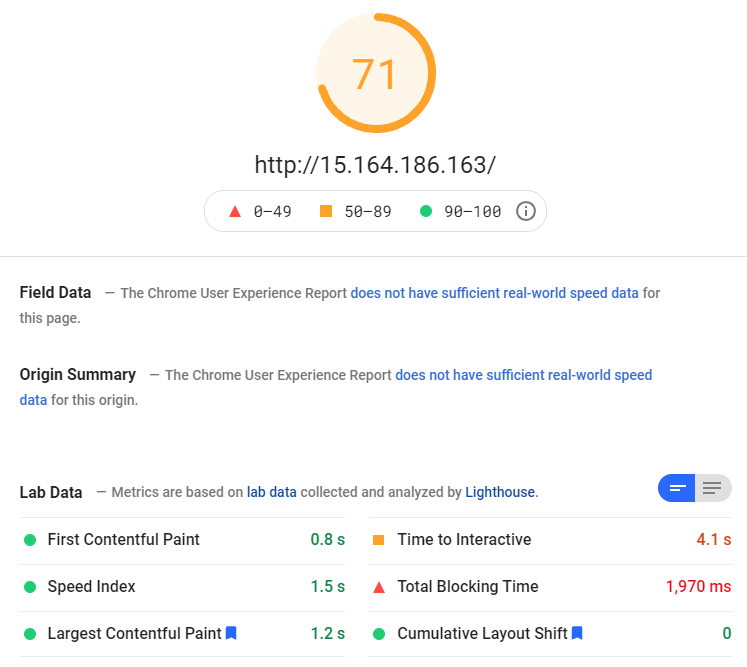 71
http://15.164.186.163/
0–49 50–89 90–100
Field Data — The Chrome User Experience Report does not have sufficient real-world speed data for
this page.
Origin Summary — The Chrome User Experience Report does not have sufficient real-world speed
data for this origin.
Lab Data — Metrics are based on lab data collected and analyzed by Lighthouse.
First Contentful Paint 0.8 s Time to Interactive 4.1 s
Speed Index 1.5 s Total Blocking Time 1,970 ms
Largest Contentful Paint 1.2 s Cumulative Layout Shift 0